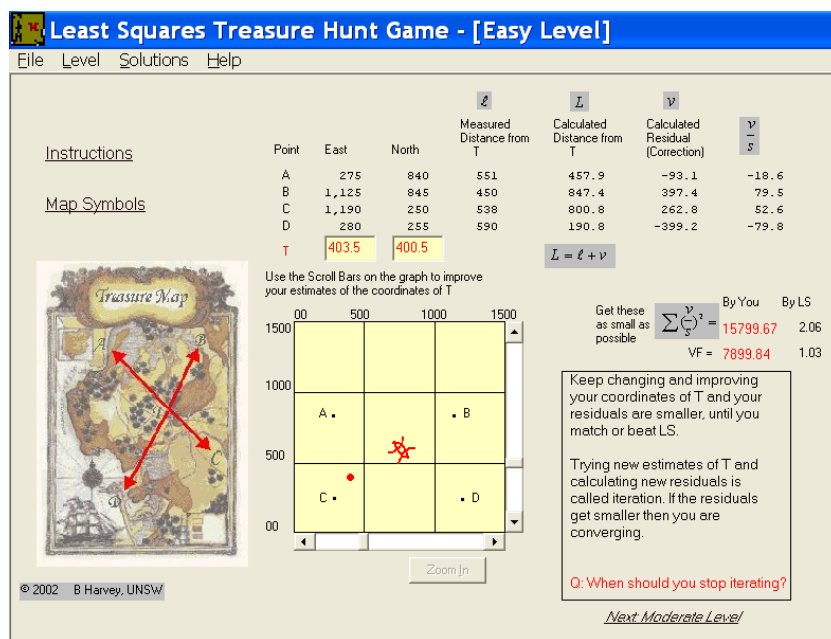 Least Squares Treasure Hunt Game - [Easy Level]
File Level Solutions Help
ℓ L v
Measured Distance from T
Calculated Distance from T
Calculated Residual (Correction)
v/s
Instructions
Map Symbols
Point East North
A 275 840 551 457.9 -93.1 -18.6
B 1,125 845 450 847.4 397.4 79.5
C 1,190 250 538 800.8 262.8 52.6
D 280 255 590 190.8 -399.2 -79.8
T 403.5 400.5
L = ℓ + v
Use the Scroll Bars on the graph to improve
your estimates of the coordinates of T
Treasure Map
A
B
T
C
D
00 500 1000 1500
1500
1000
500
00
A
B
C
D
Zoom In
By You By LS
Get these
as small as
possible
∑(v/s)² = 15799.67 2.06
VF = 7899.84 1.03
Keep changing and improving
your coordinates of T and your
residuals are smaller, until you
match or beat LS.
Trying new estimates of T and
calculating new residuals is
called iteration. If the residuals
get smaller then you are
converging.
Q: When should you stop iterating?
© 2002 B Harvey, UNSW
Next: Moderate Level